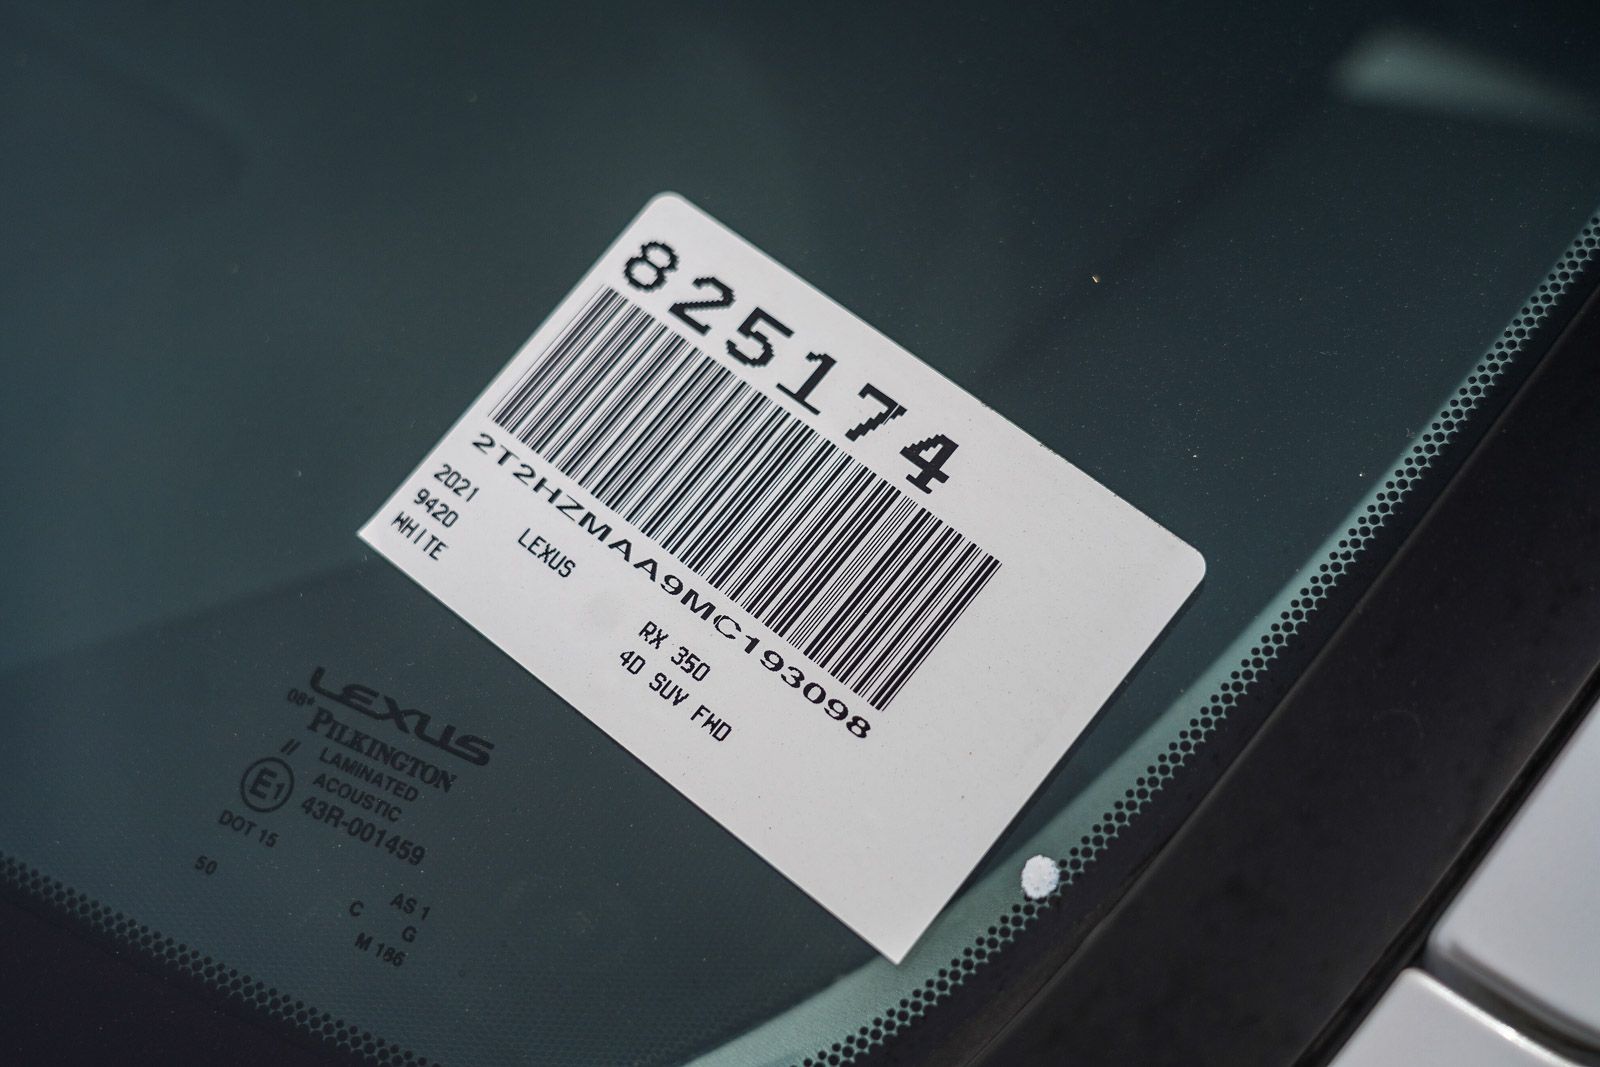 825174
2T2HZMAA9MC193098
2021 LEXUS RX 350
9420 4D SUV FWD
WHITE
LEXUS
08* PILKINGTON
// LAMINATED
ACOUSTIC
E1 43R-001459
DOT 15
50 AS 1
C G
M 186